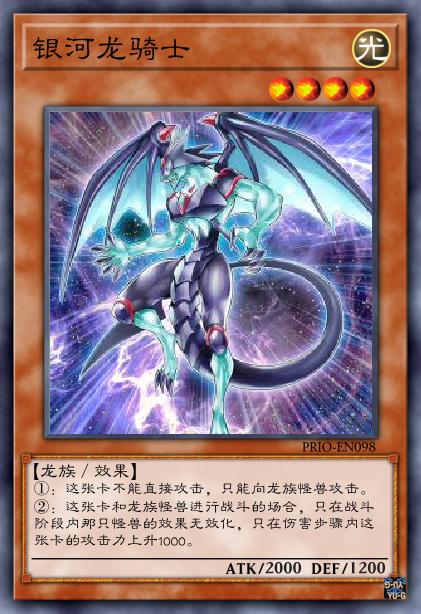 银河龙骑士
光
PRIO-EN098
【龙族/效果】
①：这张卡不能直接攻击，只能向龙族怪兽攻击。
②：这张卡和龙族怪兽进行战斗的场合，只在战斗
阶段内那只怪兽的效果无效化，只在伤害步骤内这
张卡的攻击力上升1000。
ATK/2000 DEF/1200